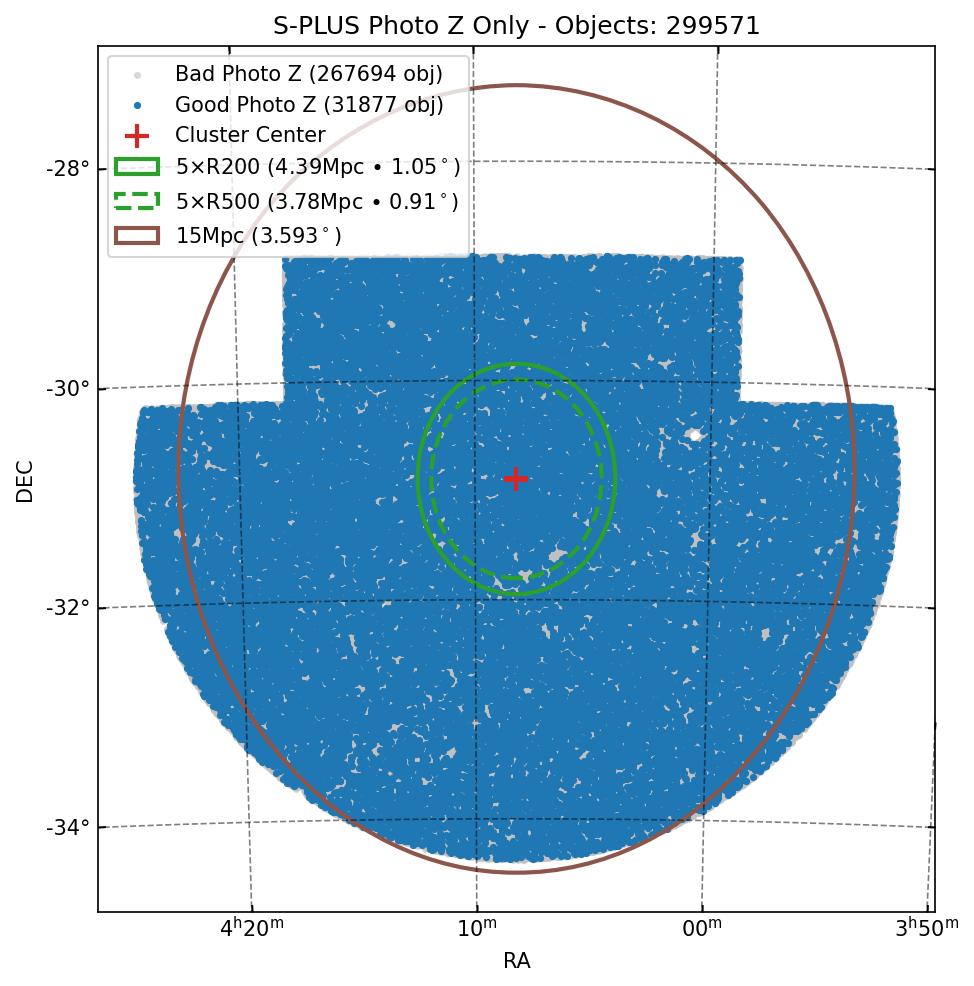 S-PLUS Photo Z Only - Objects: 299571
Bad Photo Z (267694 obj)
Good Photo Z (31877 obj)
Cluster Center
5×R200 (4.39Mpc • 1.05°)
5×R500 (3.78Mpc • 0.91°)
15Mpc (3.593°)
-28°
-30°
-32°
-34°
DEC
4ʰ20ᵐ 10ᵐ 00ᵐ 3ʰ50ᵐ
RA